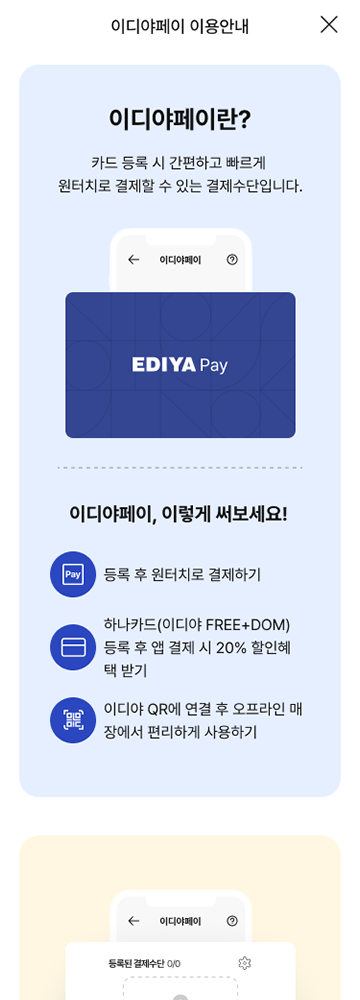 이디야페이 이용안내
이디야페이란?
카드 등록 시 간편하고 빠르게
원터치로 결제할 수 있는 결제수단입니다.
이디야페이
EDIYA Pay
이디야페이, 이렇게 써보세요!
Pay
등록 후 원터치로 결제하기
하나카드(이디야 FREE+DOM)
등록 후 앱 결제 시 20% 할인혜
택 받기
이디야 QR에 연결 후 오프라인 매
장에서 편리하게 사용하기
이디야페이
등록된 결제수단 0/0